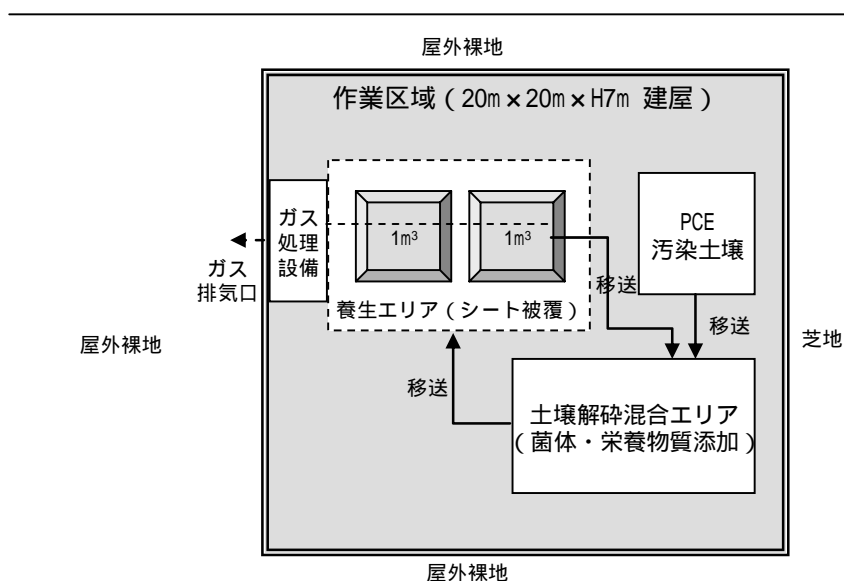 屋外裸地
作業区域(20m×20m×H7m 建屋)
ガス
処理
設備
1m³
1m³
PCE
汚染土壌
ガス
排気口
移送
養生エリア(シート被覆)
移送
屋外裸地
芝地
移送
土壌解砕混合エリア
(菌体・栄養物質添加)
屋外裸地